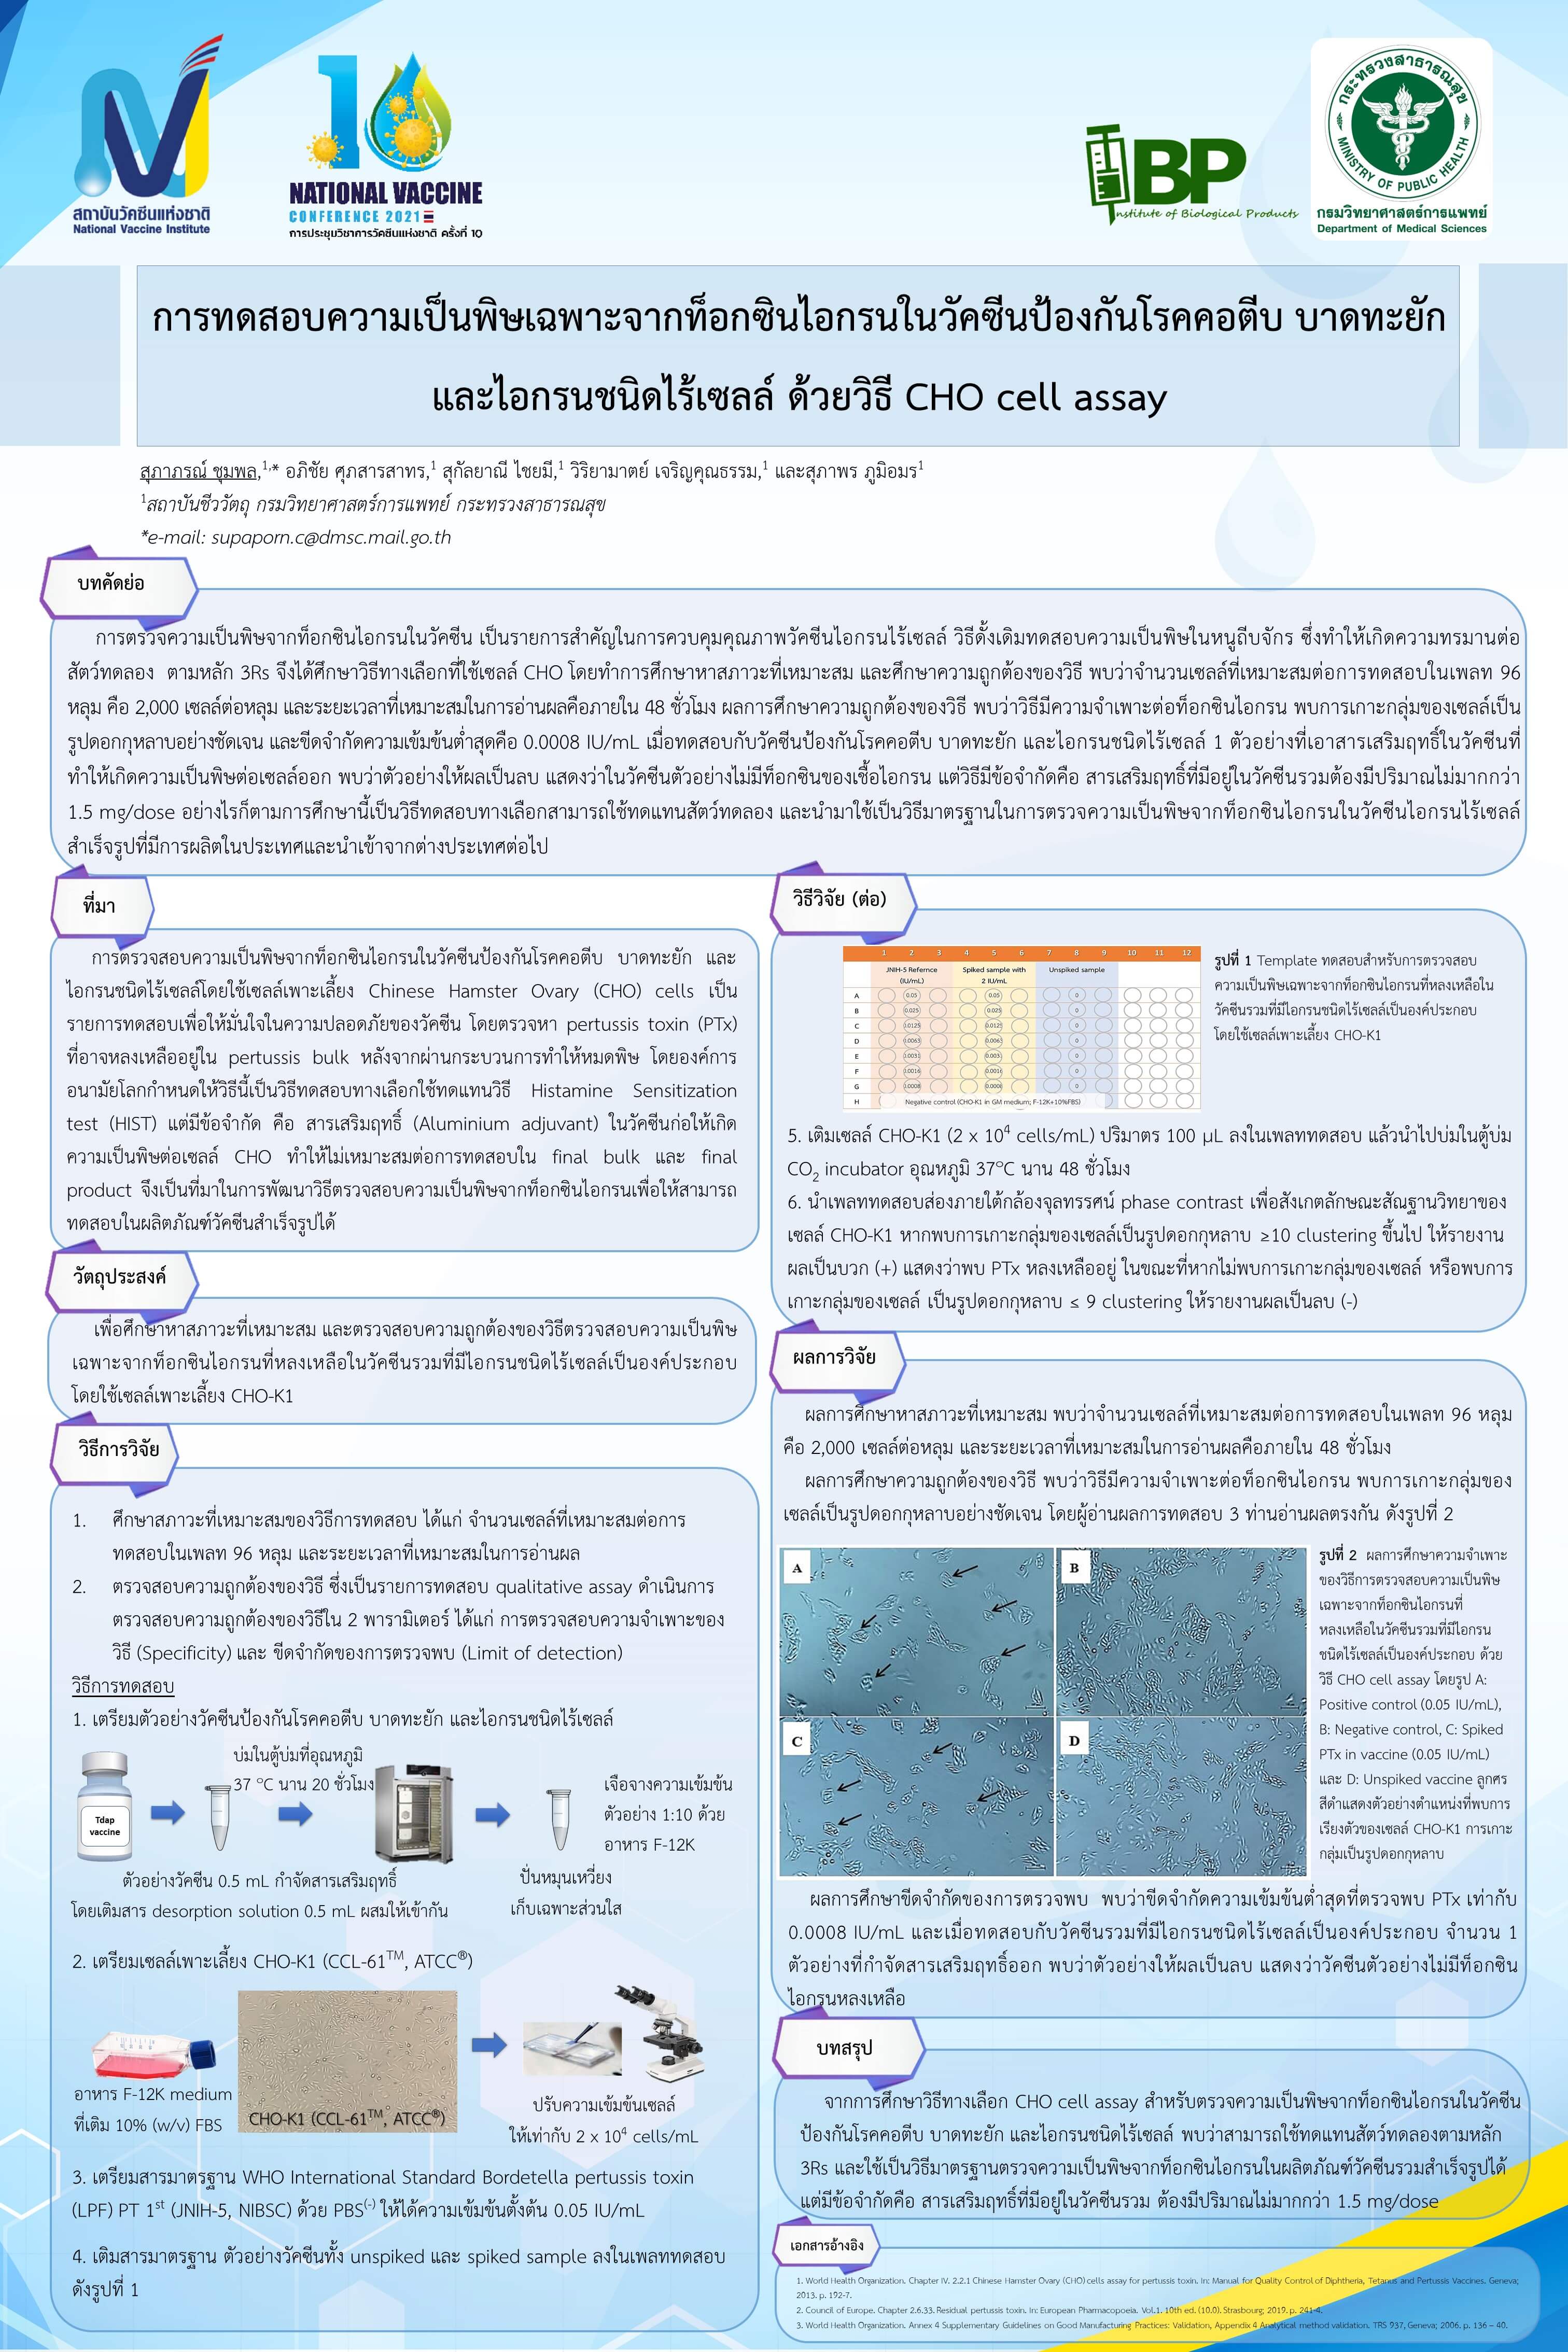 สถาบันวัคซีนแห่งชาติ
National Vaccine Institute
10
NATIONAL VACCINE
CONFERENCE 2021
การประชุมวิชาการวัคซีนแห่งชาติ ครั้งที่ 10
IBP
Institute of Biological Products
กระทรวงสาธารณสุข
MINISTRY OF PUBLIC HEALTH
กรมวิทยาศาสตร์การแพทย์
Department of Medical Sciences
การทดสอบความเป็นพิษเฉพาะจากท็อกซินไอกรนในวัคซีนป้องกันโรคคอตีบ บาดทะยัก
และไอกรนชนิดไร้เซลล์ ด้วยวิธี CHO cell assay
สุภาภรณ์ ชุมพล,1,* อภิชัย ศุภสารสาทร,1 สุกัลยาณี ไชยมี,1 วิริยามาตย์ เจริญคุณธรรม,1 และสุภาพร ภูมิอมร1
1สถาบันชีววัตถุ กรมวิทยาศาสตร์การแพทย์ กระทรวงสาธารณสุข
*e-mail: supaporn.c@dmsc.mail.go.th
บทคัดย่อ
การตรวจความเป็นพิษจากท็อกซินไอกรนในวัคซีน เป็นรายการสำคัญในการควบคุมคุณภาพวัคซีนไอกรนไร้เซลล์ วิธีดั้งเดิมทดสอบความเป็นพิษในหนูถีบจักร ซึ่งทำให้เกิดความทรมานต่อ
สัตว์ทดลอง ตามหลัก 3Rs จึงได้ศึกษาวิธีทางเลือกที่ใช้เซลล์ CHO โดยทำการศึกษาหาสภาวะที่เหมาะสม และศึกษาความถูกต้องของวิธี พบว่าจำนวนเซลล์ที่เหมาะสมต่อการทดสอบในเพลท 96
หลุม คือ 2,000 เซลล์ต่อหลุม และระยะเวลาที่เหมาะสมในการอ่านผลคือภายใน 48 ชั่วโมง ผลการศึกษาความถูกต้องของวิธี พบว่าวิธีมีความจำเพาะต่อท็อกซินไอกรน พบการเกาะกลุ่มของเซลล์เป็น
รูปดอกกุหลาบอย่างชัดเจน และขีดจำกัดความเข้มข้นต่ำสุดคือ 0.0008 IU/mL เมื่อทดสอบกับวัคซีนป้องกันโรคคอตีบ บาดทะยัก และไอกรนชนิดไร้เซลล์ 1 ตัวอย่างที่เอาสารเสริมฤทธิ์ในวัคซีนที่
ทำให้เกิดความเป็นพิษต่อเซลล์ออก พบว่าตัวอย่างให้ผลเป็นลบ แสดงว่าในวัคซีนตัวอย่างไม่มีท็อกซินของเชื้อไอกรน แต่วิธีมีข้อจำกัดคือ สารเสริมฤทธิ์ที่มีอยู่ในวัคซีนรวมต้องมีปริมาณไม่มากกว่า
1.5 mg/dose อย่างไรก็ตามการศึกษานี้เป็นวิธีทดสอบทางเลือกสามารถใช้ทดแทนสัตว์ทดลอง และนำมาใช้เป็นวิธีมาตรฐานในการตรวจความเป็นพิษจากท็อกซินไอกรนในวัคซีนไอกรนไร้เซลล์
สำเร็จรูปที่มีการผลิตในประเทศและนำเข้าจากต่างประเทศต่อไป
ที่มา
การตรวจสอบความเป็นพิษจากท็อกซินไอกรนในวัคซีนป้องกันโรคคอตีบ บาดทะยัก และ
ไอกรนชนิดไร้เซลล์โดยใช้เซลล์เพาะเลี้ยง Chinese Hamster Ovary (CHO) cells เป็น
รายการทดสอบเพื่อให้มั่นใจในความปลอดภัยของวัคซีน โดยตรวจหา pertussis toxin (PTx)
ที่อาจหลงเหลืออยู่ใน pertussis bulk หลังจากผ่านกระบวนการทำให้หมดพิษ โดยองค์การ
อนามัยโลกกำหนดให้วิธีนี้เป็นวิธีทดสอบทางเลือกใช้ทดแทนวิธี Histamine Sensitization
test (HIST) แต่มีข้อจำกัด คือ สารเสริมฤทธิ์ (Aluminium adjuvant) ในวัคซีนก่อให้เกิด
ความเป็นพิษต่อเซลล์ CHO ทำให้ไม่เหมาะสมต่อการทดสอบใน final bulk และ final
product จึงเป็นที่มาในการพัฒนาวิธีตรวจสอบความเป็นพิษจากท็อกซินไอกรนเพื่อให้สามารถ
ทดสอบในผลิตภัณฑ์วัคซีนสำเร็จรูปได้
วัตถุประสงค์
เพื่อศึกษาหาสภาวะที่เหมาะสม และตรวจสอบความถูกต้องของวิธีตรวจสอบความเป็นพิษ
เฉพาะจากท็อกซินไอกรนที่หลงเหลือในวัคซีนรวมที่มีไอกรนชนิดไร้เซลล์เป็นองค์ประกอบ
โดยใช้เซลล์เพาะเลี้ยง CHO-K1
วิธีการวิจัย
1. ศึกษาสภาวะที่เหมาะสมของวิธีการทดสอบ ได้แก่ จำนวนเซลล์ที่เหมาะสมต่อการ
ทดสอบในเพลท 96 หลุม และระยะเวลาที่เหมาะสมในการอ่านผล
2. ตรวจสอบความถูกต้องของวิธี ซึ่งเป็นรายการทดสอบ qualitative assay ดำเนินการ
ตรวจสอบความถูกต้องของวิธีใน 2 พารามิเตอร์ ได้แก่ การตรวจสอบความจำเพาะของ
วิธี (Specificity) และ ขีดจำกัดของการตรวจพบ (Limit of detection)
วิธีการทดสอบ
1. เตรียมตัวอย่างวัคซีนป้องกันโรคคอตีบ บาดทะยัก และไอกรนชนิดไร้เซลล์
บ่มในตู้บ่มที่อุณหภูมิ
37 °C นาน 20 ชั่วโมง
Tdap
vaccine
เจือจางความเข้มข้น
ตัวอย่าง 1:10 ด้วย
อาหาร F-12K
ตัวอย่างวัคซีน 0.5 mL กำจัดสารเสริมฤทธิ์
โดยเติมสาร desorption solution 0.5 mL ผสมให้เข้ากัน
ปั่นหมุนเหวี่ยง
เก็บเฉพาะส่วนใส
2. เตรียมเซลล์เพาะเลี้ยง CHO-K1 (CCL-61TM, ATCC®)
อาหาร F-12K medium
ที่เติม 10% (w/v) FBS
CHO-K1 (CCL-61TM, ATCC®)
ปรับความเข้มข้นเซลล์
ให้เท่ากับ 2 x 10⁴ cells/mL
3. เตรียมสารมาตรฐาน WHO International Standard Bordetella pertussis toxin
(LPF) PT 1st (JNIH-5, NIBSC) ด้วย PBS(-) ให้ได้ความเข้มข้นตั้งต้น 0.05 IU/mL
4. เติมสารมาตรฐาน ตัวอย่างวัคซีนทั้ง unspiked และ spiked sample ลงในเพลททดสอบ
ดังรูปที่ 1
วิธีวิจัย (ต่อ)
1 2 3 4 5 6 7 8 9 10 11 12
JNIH-5 Refernce Spiked sample with Unspiked sample
(IU/mL) 2 IU/mL
A 0.05 0.05 0
B 0.025 0.025 0
C 0.0125 0.0125 0
D 0.0063 0.0063 0
E 0.0031 0.0031 0
F 0.0016 0.0016 0
G 0.0008 0.0008 0
H Negative control (CHO-K1 in GM medium; F-12K+10%FBS)
รูปที่ 1 Template ทดสอบสำหรับการตรวจสอบ
ความเป็นพิษเฉพาะจากท็อกซินไอกรนที่หลงเหลือใน
วัคซีนรวมที่มีไอกรนชนิดไร้เซลล์เป็นองค์ประกอบ
โดยใช้เซลล์เพาะเลี้ยง CHO-K1
5. เติมเซลล์ CHO-K1 (2 x 10⁴ cells/mL) ปริมาตร 100 µL ลงในเพลททดสอบ แล้วนำไปบ่มในตู้บ่ม
CO₂ incubator อุณหภูมิ 37°C นาน 48 ชั่วโมง
6. นำเพลททดสอบส่องภายใต้กล้องจุลทรรศน์ phase contrast เพื่อสังเกตลักษณะสัณฐานวิทยาของ
เซลล์ CHO-K1 หากพบการเกาะกลุ่มของเซลล์เป็นรูปดอกกุหลาบ ≥10 clustering ขึ้นไป ให้รายงาน
ผลเป็นบวก (+) แสดงว่าพบ PTx หลงเหลืออยู่ ในขณะที่หากไม่พบการเกาะกลุ่มของเซลล์ หรือพบการ
เกาะกลุ่มของเซลล์ เป็นรูปดอกกุหลาบ ≤ 9 clustering ให้รายงานผลเป็นลบ (-)
ผลการวิจัย
ผลการศึกษาหาสภาวะที่เหมาะสม พบว่าจำนวนเซลล์ที่เหมาะสมต่อการทดสอบในเพลท 96 หลุม
คือ 2,000 เซลล์ต่อหลุม และระยะเวลาที่เหมาะสมในการอ่านผลคือภายใน 48 ชั่วโมง
ผลการศึกษาความถูกต้องของวิธี พบว่าวิธีมีความจำเพาะต่อท็อกซินไอกรน พบการเกาะกลุ่มของ
เซลล์เป็นรูปดอกกุหลาบอย่างชัดเจน โดยผู้อ่านผลการทดสอบ 3 ท่านอ่านผลตรงกัน ดังรูปที่ 2
A
B
C
D
รูปที่ 2 ผลการศึกษาความจำเพาะ
ของวิธีการตรวจสอบความเป็นพิษ
เฉพาะจากท็อกซินไอกรนที่
หลงเหลือในวัคซีนรวมที่มีไอกรน
ชนิดไร้เซลล์เป็นองค์ประกอบ ด้วย
วิธี CHO cell assay โดยรูป A:
Positive control (0.05 IU/mL),
B: Negative control, C: Spiked
PTx in vaccine (0.05 IU/mL)
และ D: Unspiked vaccine ลูกศร
สีดำแสดงตัวอย่างตำแหน่งที่พบการ
เรียงตัวของเซลล์ CHO-K1 การเกาะ
กลุ่มเป็นรูปดอกกุหลาบ
ผลการศึกษาขีดจำกัดของการตรวจพบ พบว่าขีดจำกัดความเข้มข้นต่ำสุดที่ตรวจพบ PTx เท่ากับ
0.0008 IU/mL และเมื่อทดสอบกับวัคซีนรวมที่มีไอกรนชนิดไร้เซลล์เป็นองค์ประกอบ จำนวน 1
ตัวอย่างที่กำจัดสารเสริมฤทธิ์ออก พบว่าตัวอย่างให้ผลเป็นลบ แสดงว่าวัคซีนตัวอย่างไม่มีท็อกซิน
ไอกรนหลงเหลือ
บทสรุป
จากการศึกษาวิธีทางเลือก CHO cell assay สำหรับตรวจความเป็นพิษจากท็อกซินไอกรนในวัคซีน
ป้องกันโรคคอตีบ บาดทะยัก และไอกรนชนิดไร้เซลล์ พบว่าสามารถใช้ทดแทนสัตว์ทดลองตามหลัก
3Rs และใช้เป็นวิธีมาตรฐานตรวจความเป็นพิษจากท็อกซินไอกรนในผลิตภัณฑ์วัคซีนรวมสำเร็จรูปได้
แต่มีข้อจำกัดคือ สารเสริมฤทธิ์ที่มีอยู่ในวัคซีนรวม ต้องมีปริมาณไม่มากกว่า 1.5 mg/dose
เอกสารอ้างอิง
1. World Health Organization. Chapter IV. 2.2.1 Chinese Hamster Ovary (CHO) cells assay for pertussis toxin. In: Manual for Quality Control of Diphtheria, Tetanus and Pertussis Vaccines. Geneva;
2013. p. 192-7.
2. Council of Europe. Chapter 2.6.33. Residual pertussis toxin. In: European Pharmacopoeia. Vol.1. 10th ed. (10.0). Strasbourg; 2019. p. 241-4.
3. World Health Organization. Annex 4 Supplementary Guidelines on Good Manufacturing Practices: Validation, Appendix 4 Analytical method validation. TRS 937, Geneva; 2006. p. 136 – 40.